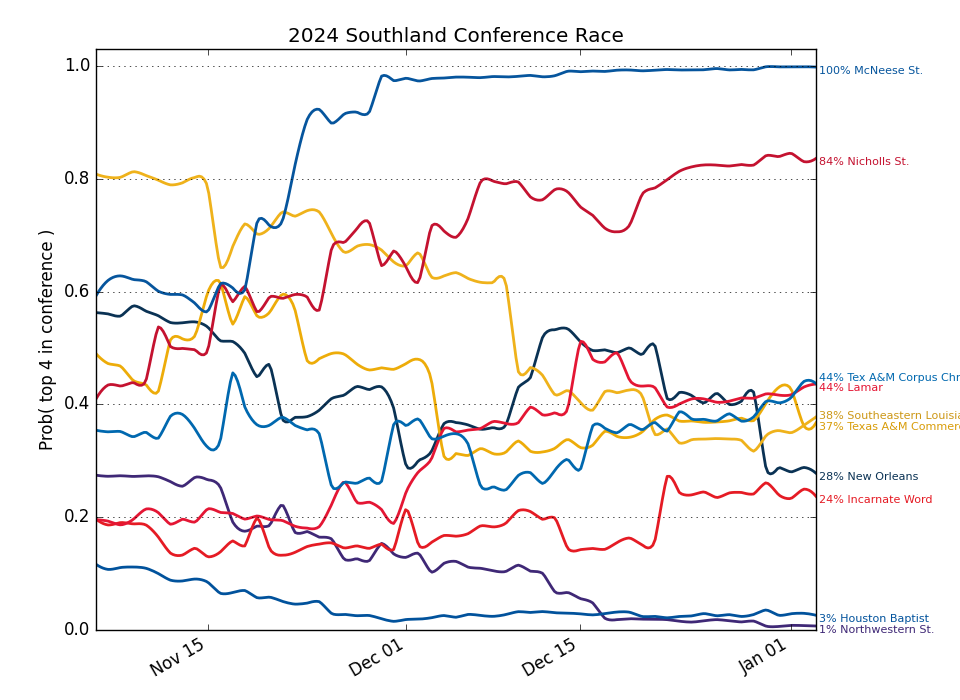 2024 Southland Conference Race
Prob( top 4 in conference )
1.0
0.8
0.6
0.4
0.2
0.0
Nov 15
Dec 01
Dec 15
Jan 01
100% McNeese St.
84% Nicholls St.
44% Tex A&M Corpus Chr
44% Lamar
38% Southeastern Louisia
37% Texas A&M Commerc
28% New Orleans
24% Incarnate Word
3% Houston Baptist
1% Northwestern St.